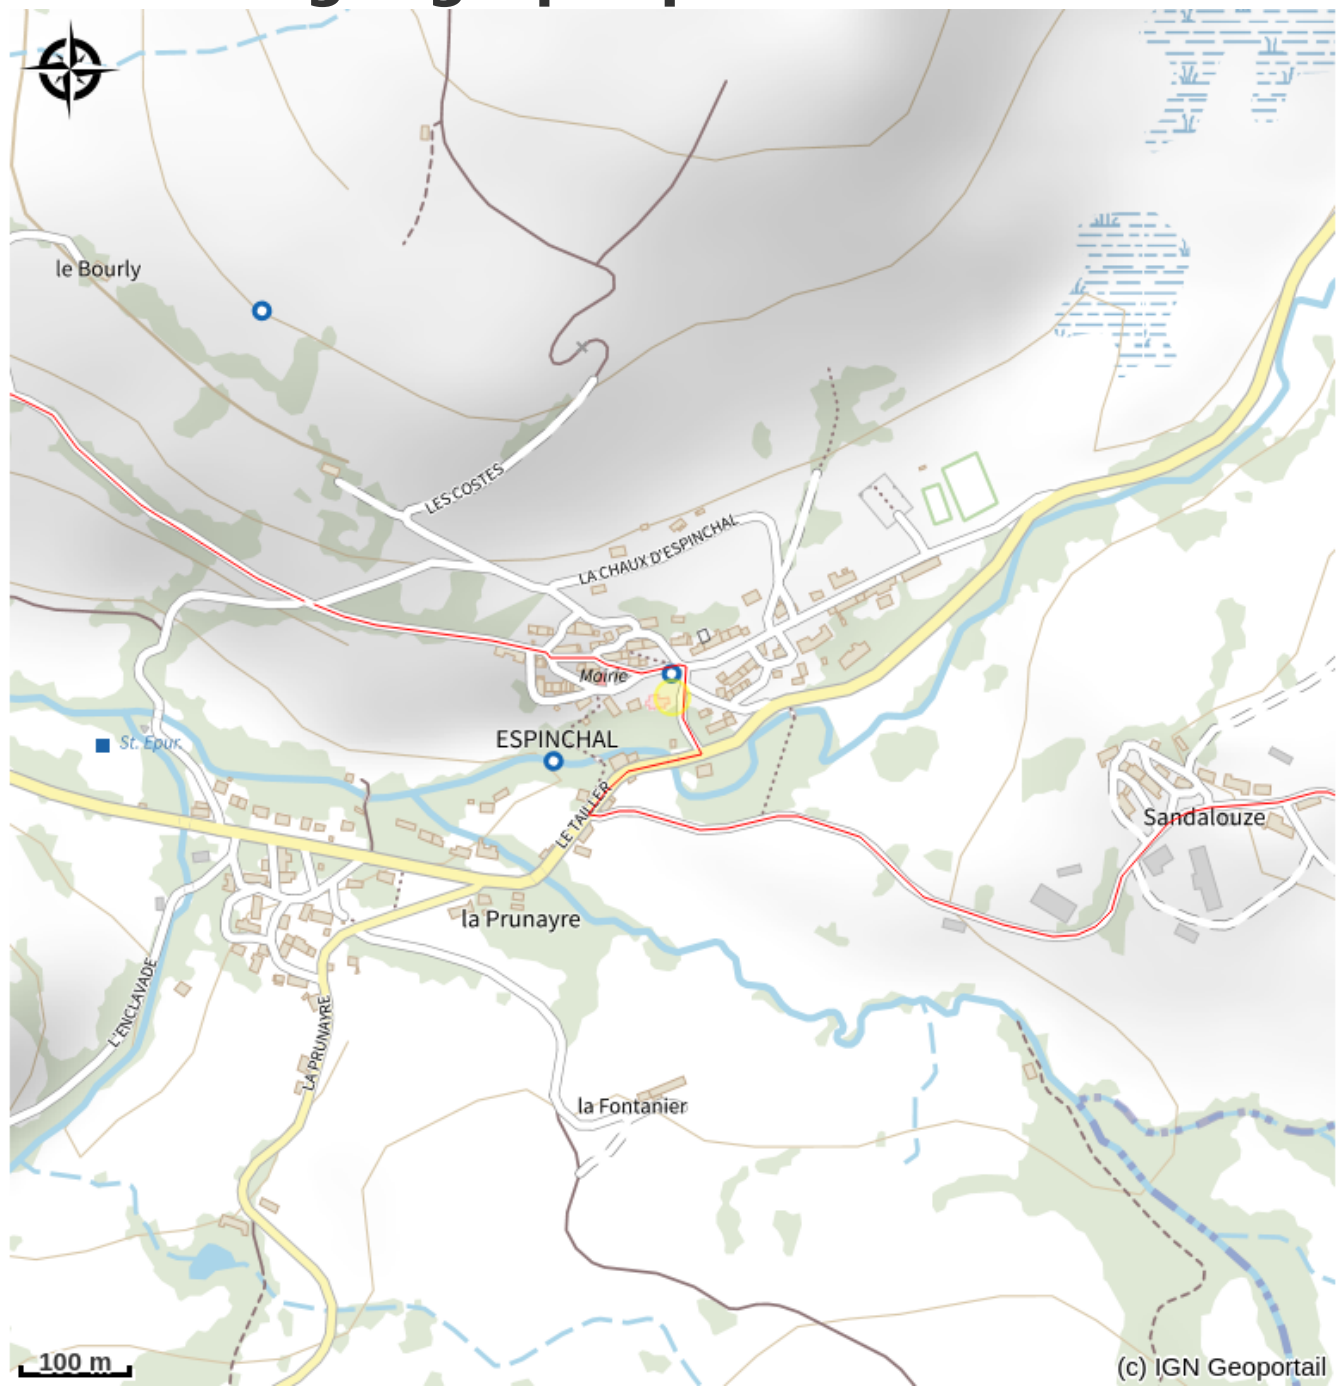 le Bourly
LES COSTES
LA CHAUX D'ESPINCHAL
Mairie
ESPINCHAL
St. Epur.
LE TAILLER
Sandalouze
la Prunayre
L'ENCLAVADE
LA PRUNAYRE
la Fontanier
100 m
(c) IGN Geoportail